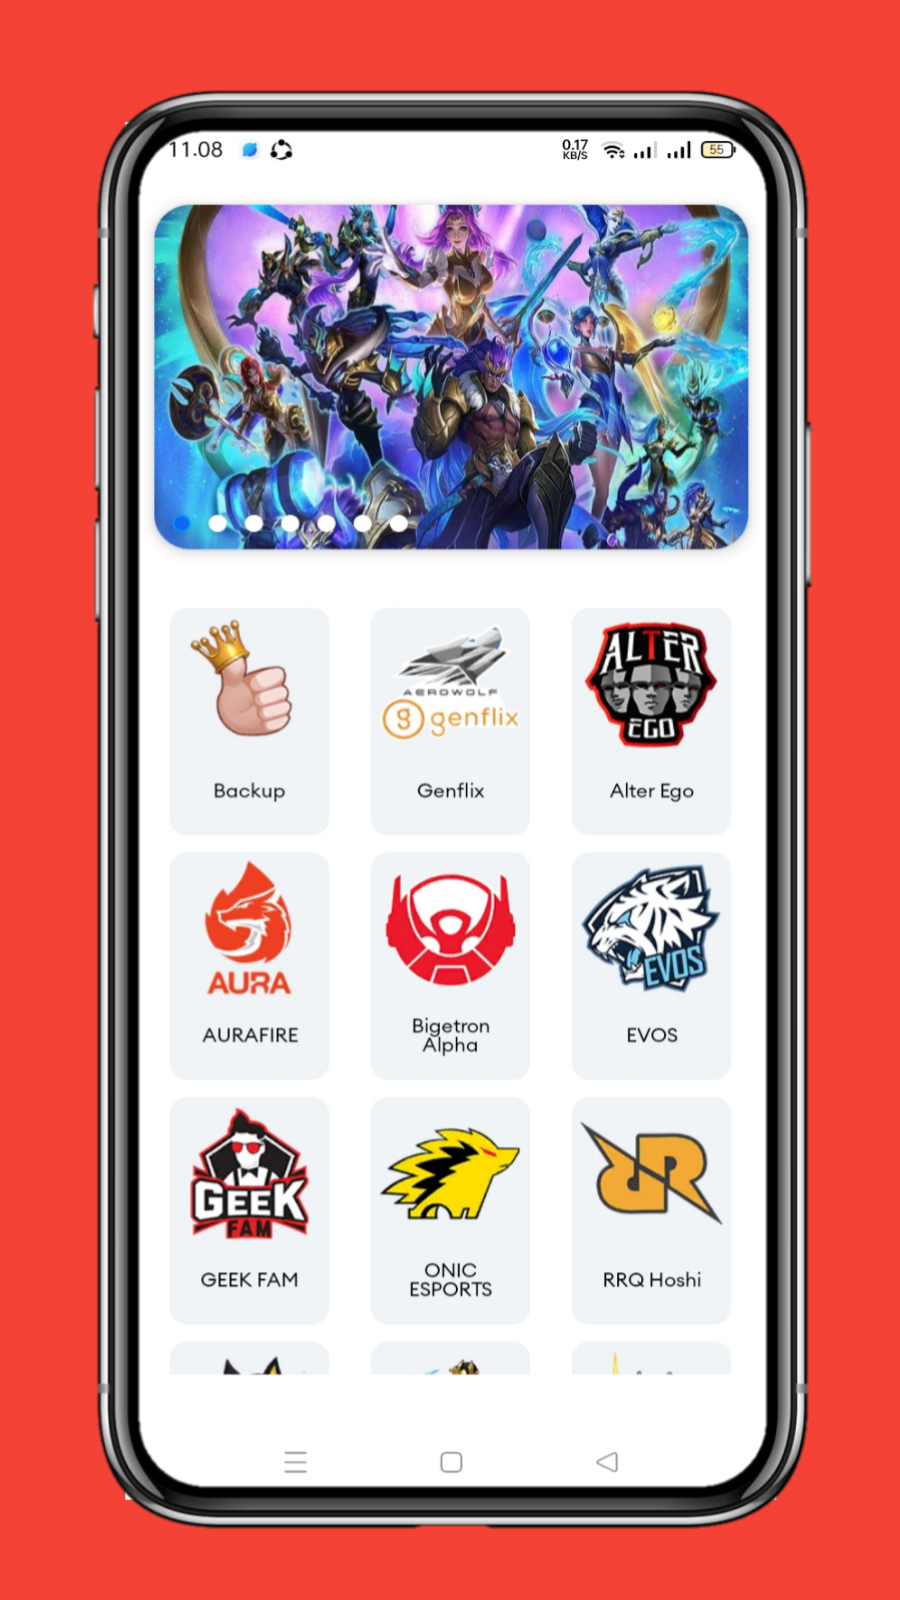 11.08
0.17
KB/S
55
AEROWOLF
genflix
ALTER
EGO
Backup
Genflix
Alter Ego
AURA
EVOS
AURAFIRE
Bigetron
Alpha
EVOS
GEEK
FAM
GEEK FAM
ONIC
ESPORTS
RRQ Hoshi